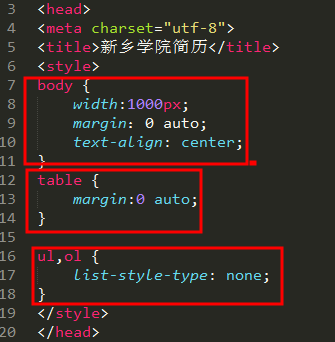 3 <head>
4 <meta charset="utf-8">
5 <title>新乡学院简历</title>
6 <style>
7 body {
8 width:1000px;
9 margin: 0 auto;
10 text-align: center;
11 }
12 table {
13 margin:0 auto;
14 }
15
16 ul,ol {
17 list-style-type: none;
18 }
19 </style>
20 </head>